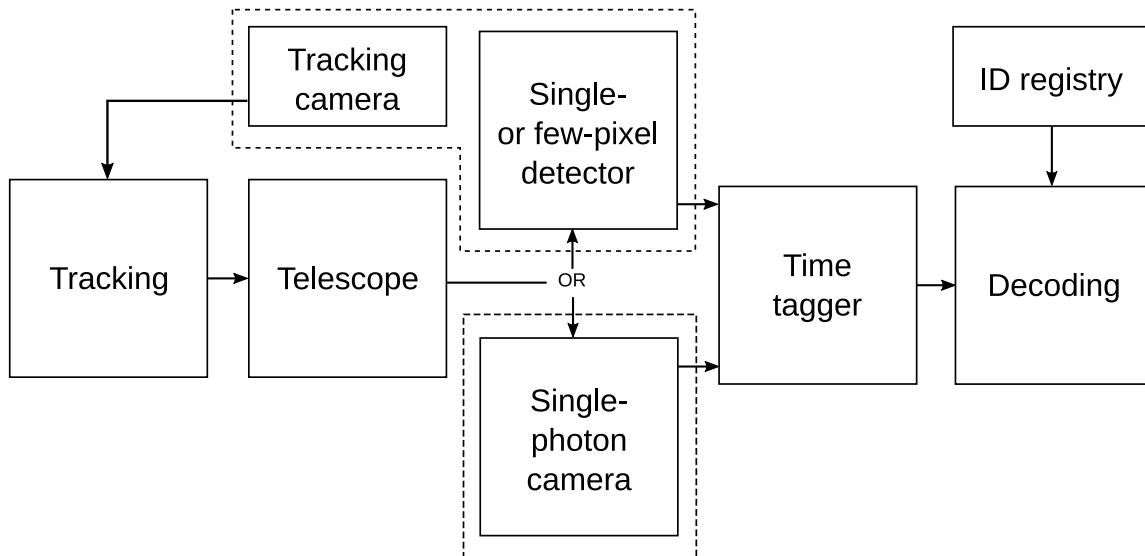 Tracking
camera
Single-
or few-pixel
detector
ID registry
Tracking
Telescope
OR
Time
tagger
Decoding
Single-
photon
camera